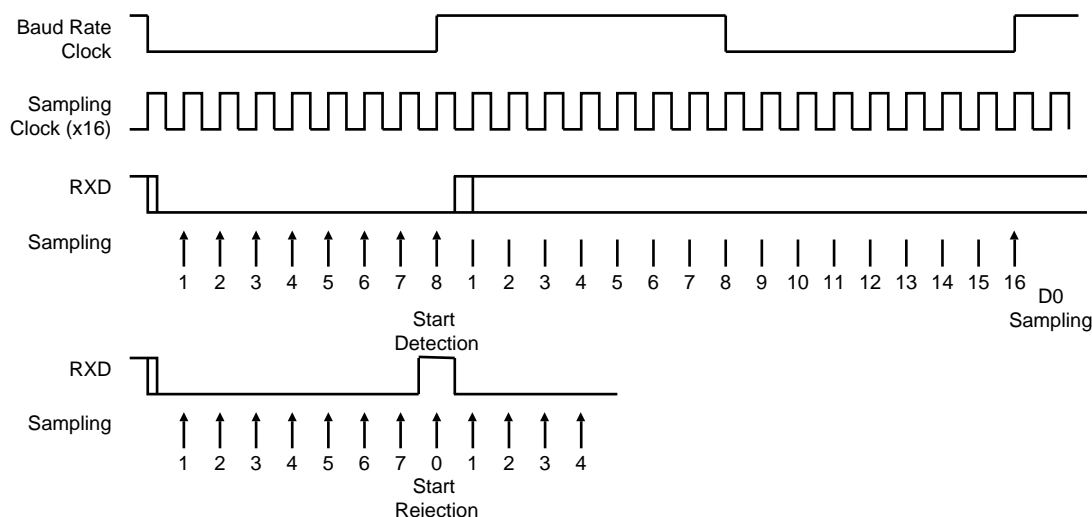 Baud Rate
Clock
Sampling
Clock (x16)
RXD
Sampling
1 2 3 4 5 6 7 8 1 2 3 4 5 6 7 8 9 10 11 12 13 14 15 16
D0
Sampling
Start
Detection
RXD
Sampling
1 2 3 4 5 6 7 0 1 2 3 4
Start
Rejection